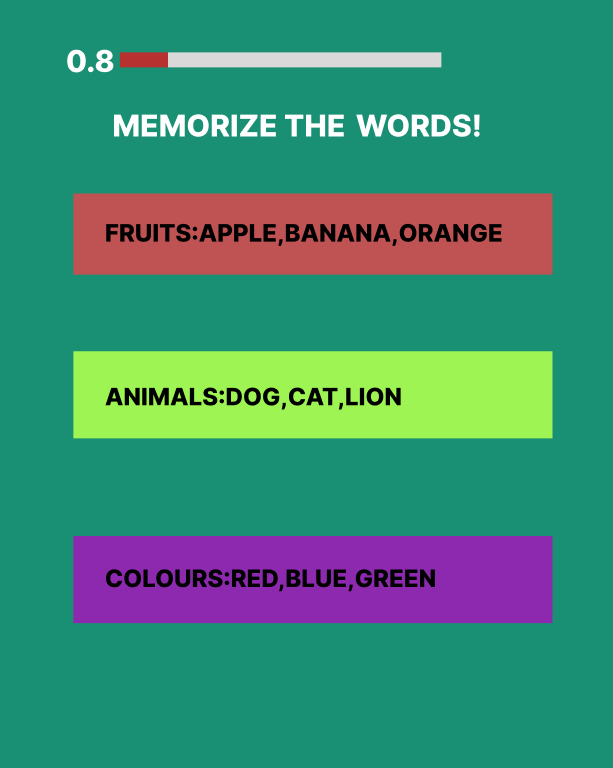 0.8
MEMORIZE THE WORDS!
FRUITS:APPLE,BANANA,ORANGE
ANIMALS:DOG,CAT,LION
COLOURS:RED,BLUE,GREEN